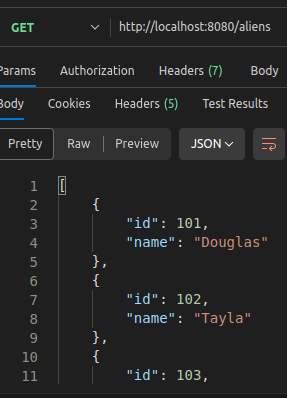 GET http://localhost:8080/aliens
Params Authorization Headers (7) Body
Body Cookies Headers (5) Test Results
Pretty Raw Preview JSON
1 [
2 {
3 "id": 101,
4 "name": "Douglas"
5 },
6 {
7 "id": 102,
8 "name": "Tayla"
9 },
10 {
11 "id": 103,